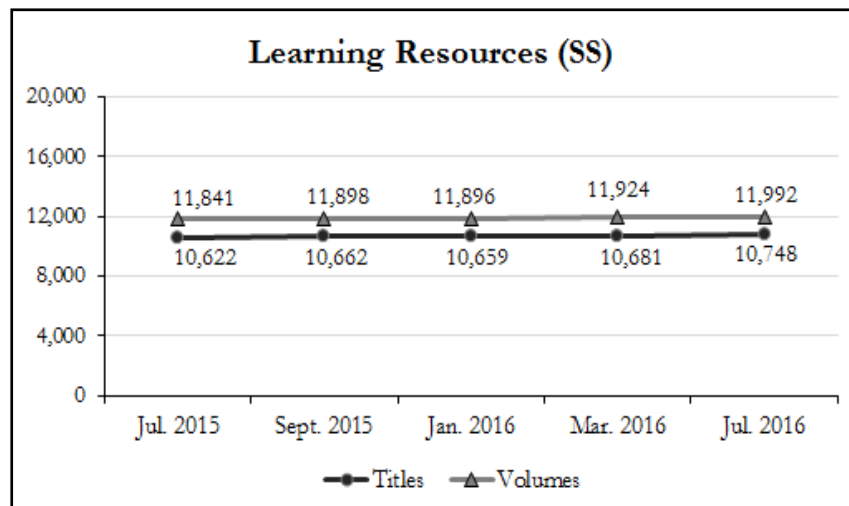 Learning Resources (SS)
20,000
16,000
12,000
8,000
4,000
0
11,841 11,898 11,896 11,924 11,992
10,622 10,662 10,659 10,681 10,748
Jul. 2015 Sept. 2015 Jan. 2016 Mar. 2016 Jul. 2016
Titles Volumes